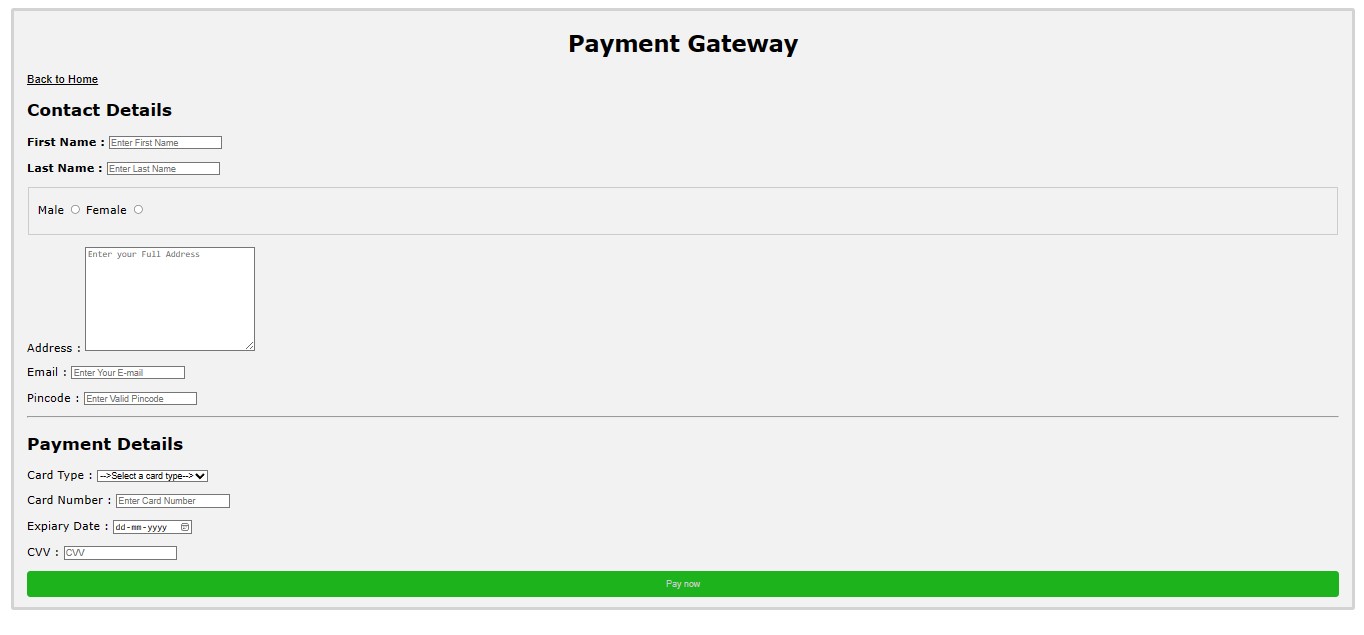 Payment Gateway
Back to Home
Contact Details
First Name : Enter First Name
Last Name : Enter Last Name
Male Female
Enter your Full Address
Address :
Email : Enter Your E-mail
Pincode : Enter Valid Pincode
Payment Details
Card Type : -->Select a card type-->
Card Number : Enter Card Number
Expiary Date : dd-mm-yyyy
CVV : CVV
Pay now